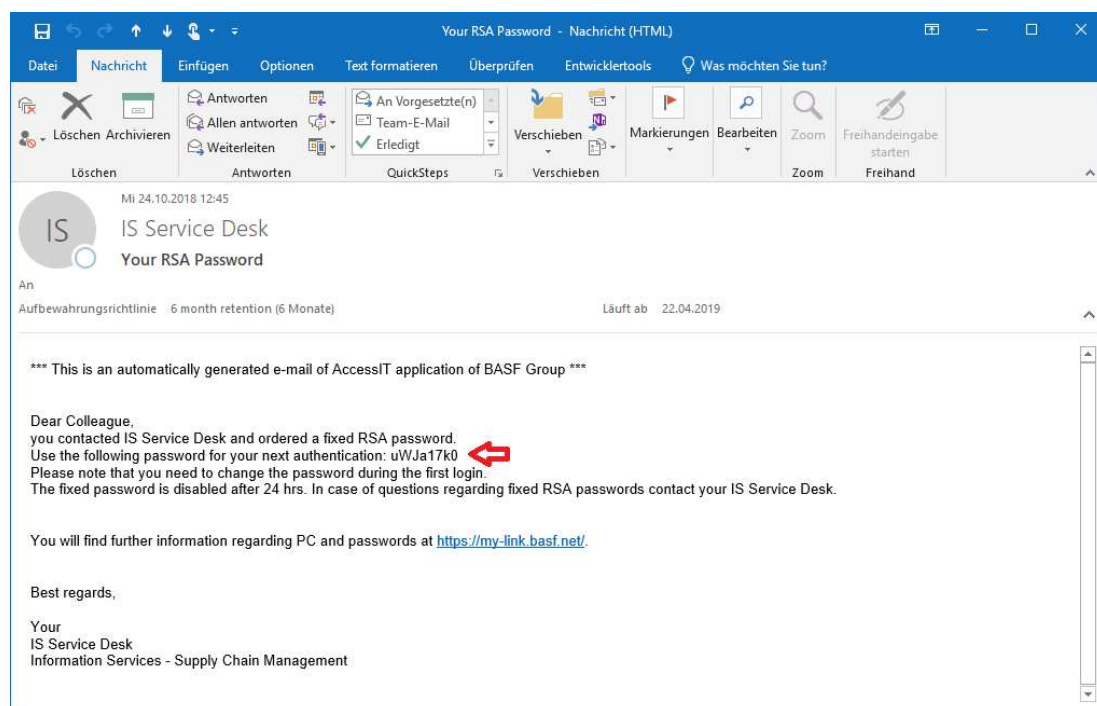 Your RSA Password - Nachricht (HTML)
Datei Nachricht Einfügen Optionen Text formatieren Überprüfen Entwicklertools Was möchten Sie tun?
Löschen Archivieren
Antworten
Allen antworten
Weiterleiten
An Vorgesetzte(n)
Team-E-Mail
Erledigt
Verschieben
Markierungen
Bearbeiten
Zoom
Freihandeingabe
starten
Löschen Antworten QuickSteps Verschieben Zoom Freihand
Mi 24.10.2018 12:45
IS
IS Service Desk
Your RSA Password
An
Aufbewahrungsrichtlinie 6 month retention (6 Monate) Läuft ab 22.04.2019
*** This is an automatically generated e-mail of AccessIT application of BASF Group ***
Dear Colleague,
you contacted IS Service Desk and ordered a fixed RSA password.
Use the following password for your next authentication: uWJa17k0
Please note that you need to change the password during the first login.
The fixed password is disabled after 24 hrs. In case of questions regarding fixed RSA passwords contact your IS Service Desk.
You will find further information regarding PC and passwords at https://my-link.basf.net/.
Best regards,
Your
IS Service Desk
Information Services - Supply Chain Management